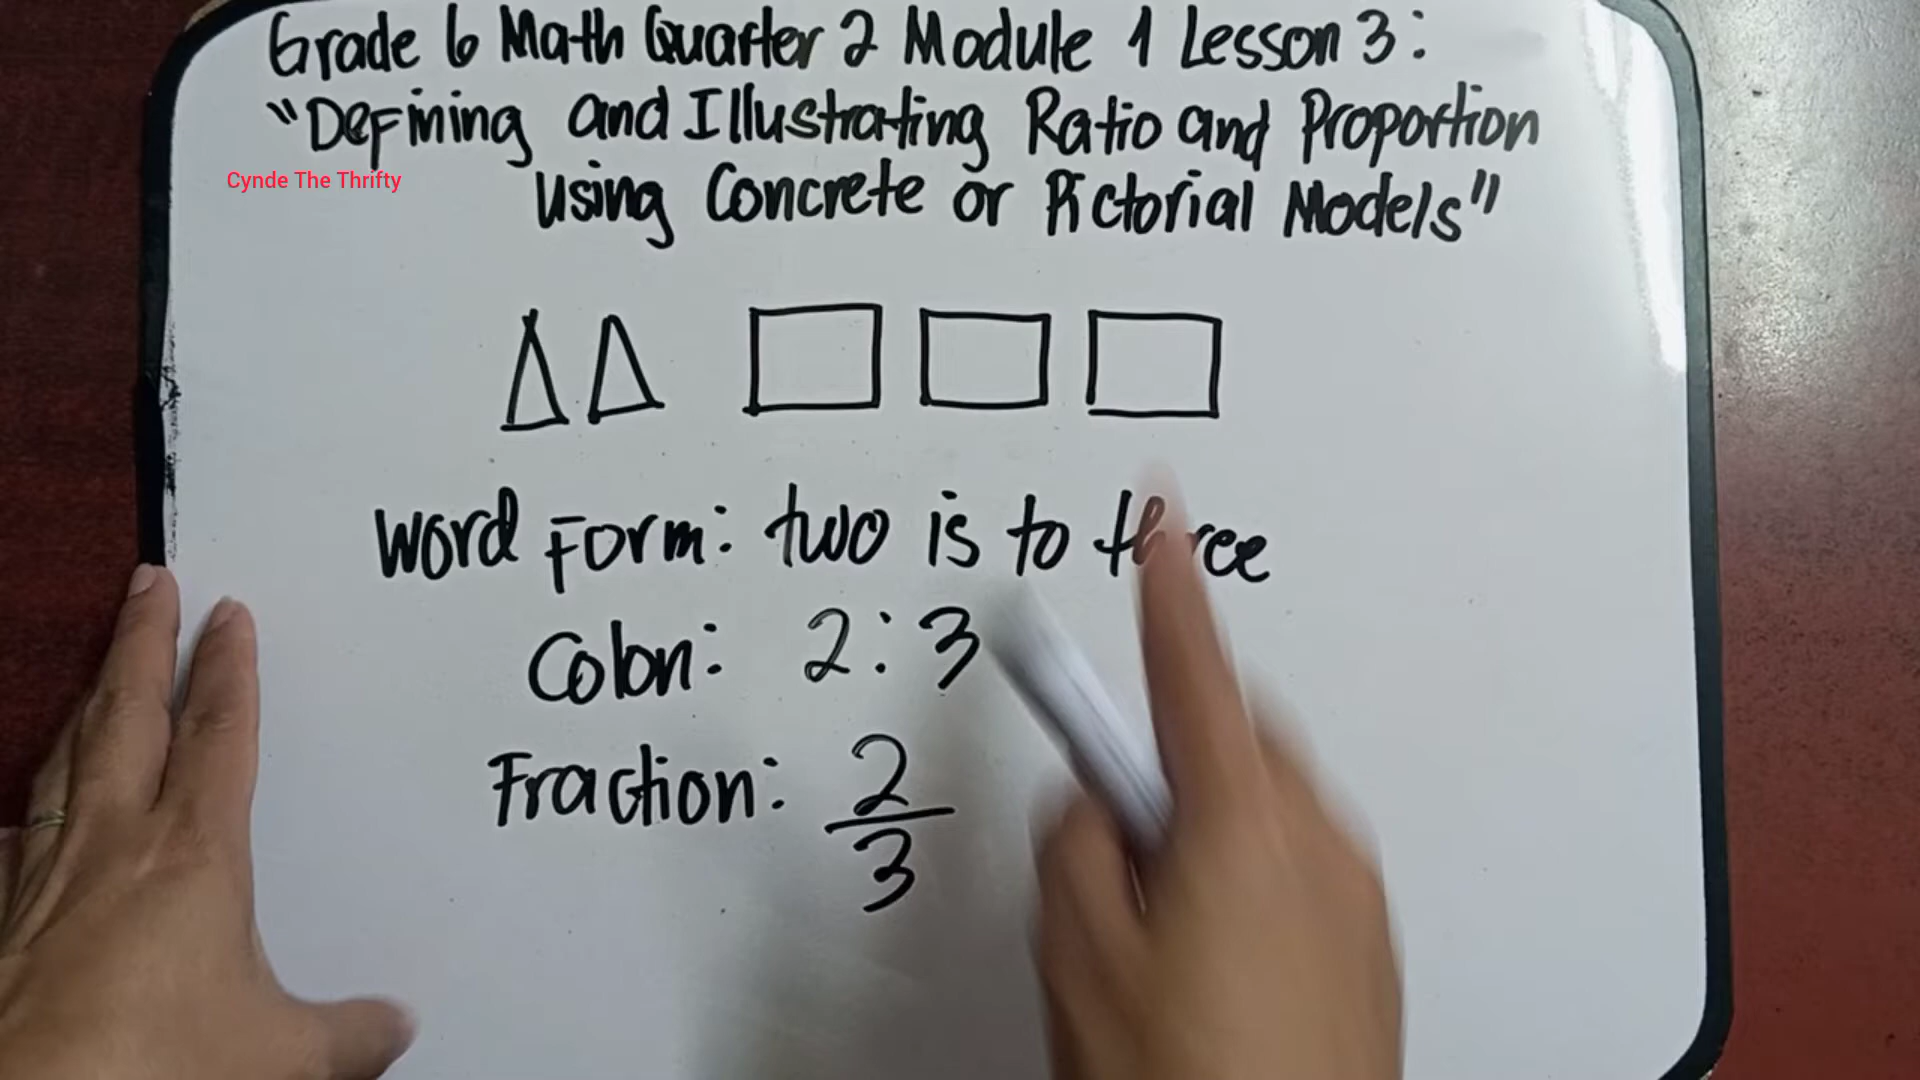 Grade 6 Math Quarter 2 Module 1 Lesson 3:
"Defining and Illustrating Ratio and Proportion
Cynde The Thrifty
using Concrete or Pictorial Models"
Word Form: two is to three
Colon: 2:3
Fraction: 2
3